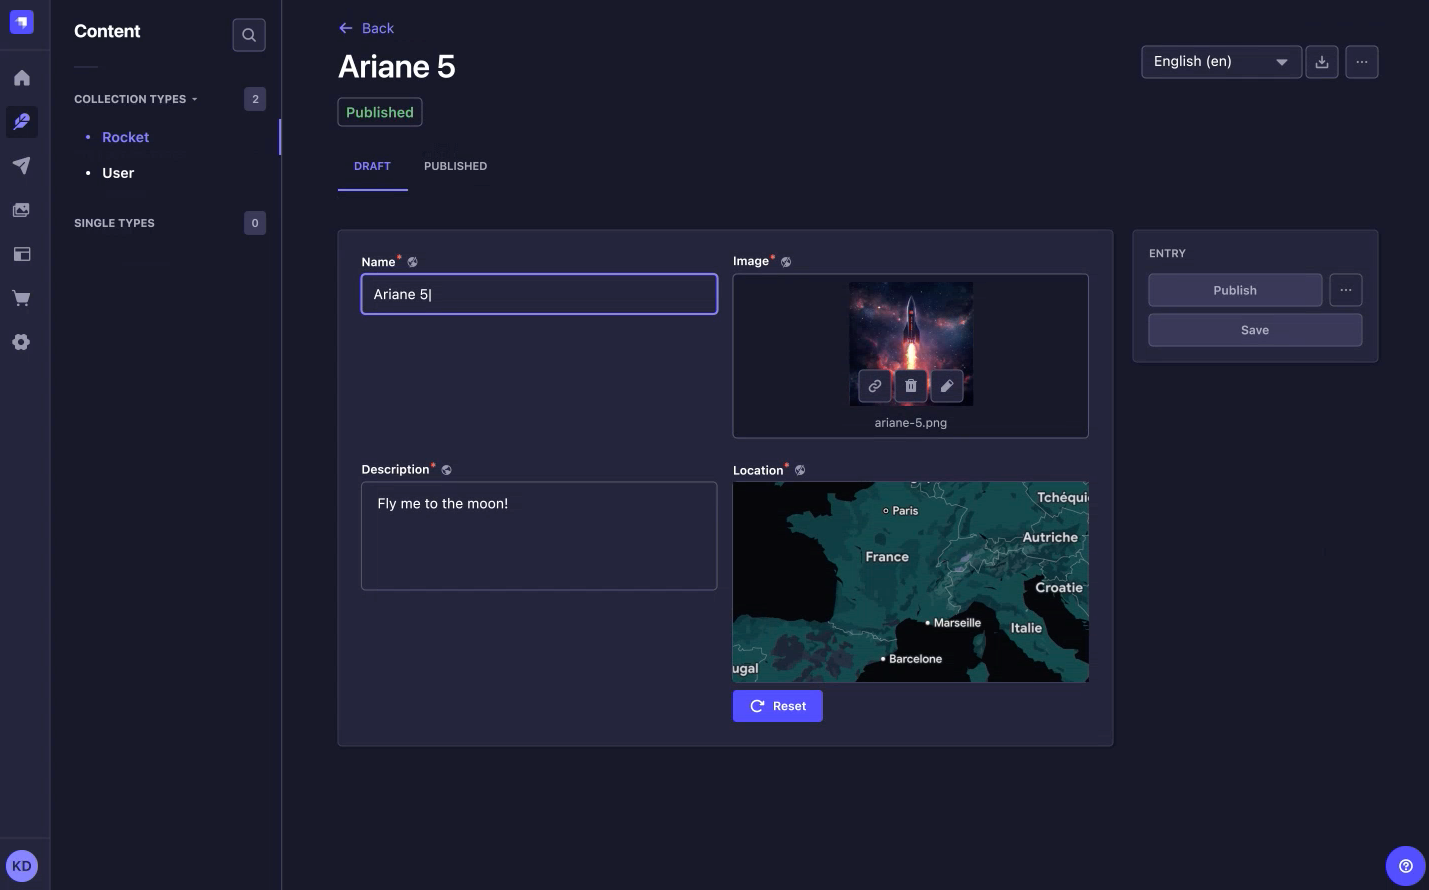 Content
COLLECTION TYPES 2
Rocket
User
SINGLE TYPES 0
KD
Back
Ariane 5
English (en)
Published
DRAFT PUBLISHED
Name*
Ariane 5
Image*
ariane-5.png
Description*
Fly me to the moon!
Location*
Paris
France
Autriche
Croatie
Marseille
Italie
Barcelone
ugal
Tchéqui
Reset
ENTRY
Publish
Save